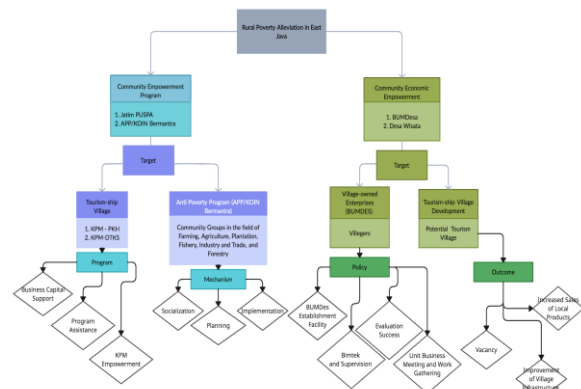 Rural Poverty Alleviation in East
Java
Community Empowerment
Program
1. Jatim PUSPA
2. APP/KOIN Bermantra
Community Economic
Empowerment
1. BUMDesa
2. Desa Wisata
Target
Target
Tourism-ship
Village
1. KPM - PKH
2. KPM-DTKS
Anti Poverty Program (APP/KOIN
Bermantra)
Community Groups in the field of
Farming, Agriculture, Plantation,
Fishery, Industry and Trade, and
Forestry
Village-owned
Enterprises
(BUMDES)
Villegers
Tourism-ship Village
Development
Potential Tourism
Village
Program
Mechanism
Policy
Outcome
Business Capital
Support
Program
Assistance
KPM
Empowerment
Socialization
Planning
Implementation
BUMDes
Establishment
Facility
Bimtek
and Supervision
Evaluation
Success
Unit Business
Meeting and Work
Gathering
Vacancy
Increased Sales
of Local
Products
Improvement
of Village
Infrastructure